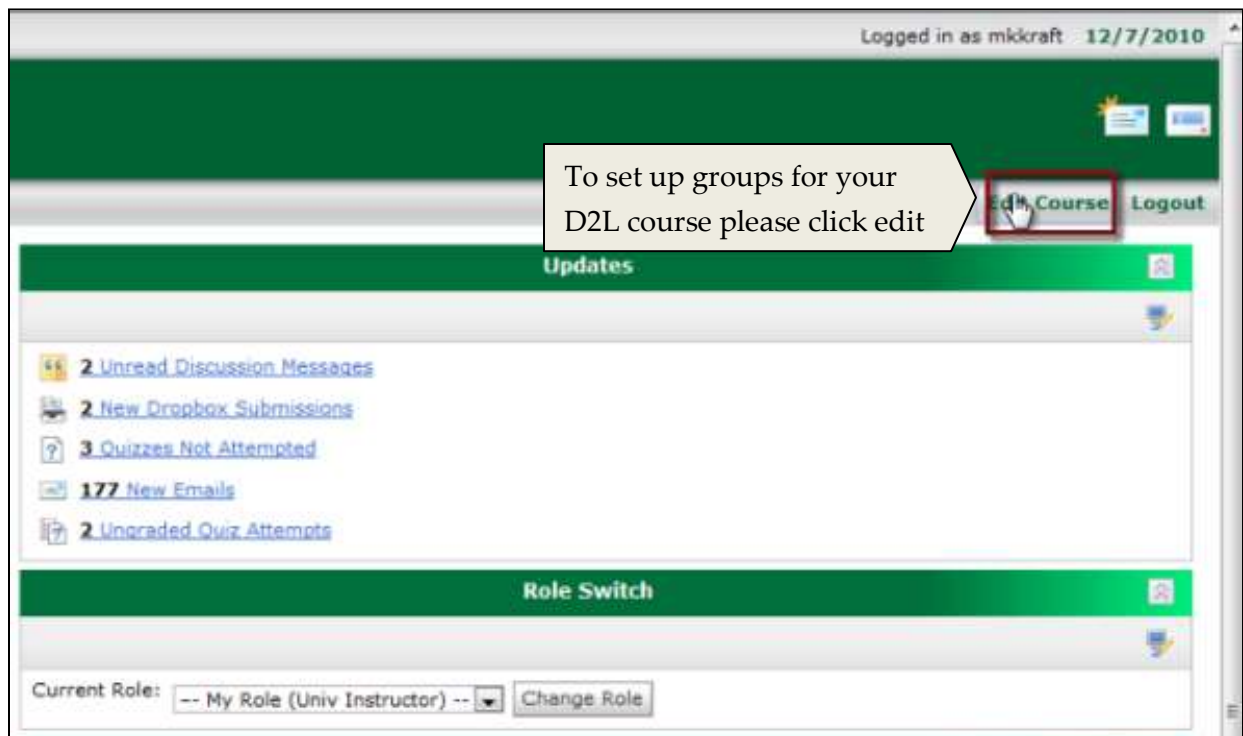 Logged in as mkkraft 12/7/2010
To set up groups for your
D2L course please click edit
Edit Course Logout
Updates
2 Unread Discussion Messages
2 New Dropbox Submissions
3 Quizzes Not Attempted
177 New Emails
2 Ungraded Quiz Attempts
Role Switch
Current Role: -- My Role (Univ Instructor) -- Change Role